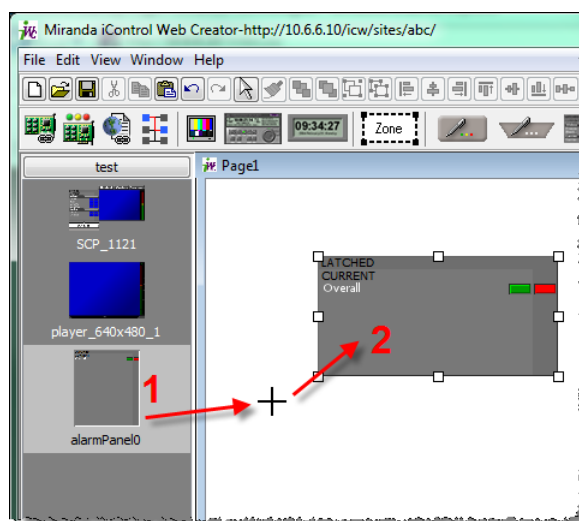 Miranda iControl Web Creator-http://10.6.6.10/icw/sites/abc/
File Edit View Window Help
09:34:27
Zone
test
Page1
SCP_1121
player_640x480_1
alarmPanel0
LATCHED
CURRENT
Overall
1
2